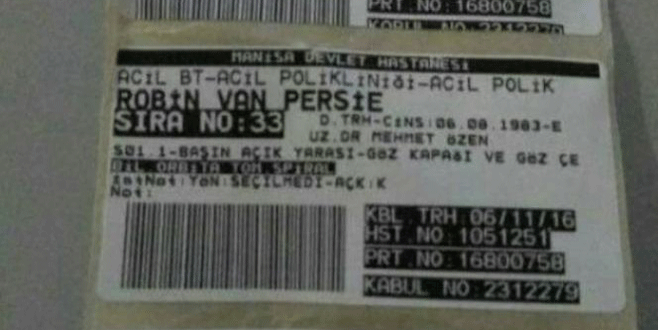 PRT.NO:16800758
KABUL NO:2312279
MANİSA DEVLET HASTANESİ
ACİL BT-ACİL POLİKLİNİĞİ-ACİL POLİK
ROBİN VAN PERSİE
SIRA NO:33
D.TRH-CİNS:06.08.1983-E
UZ.DR MEHMET ÖZEN
S01.1-BAŞIN AÇIK YARASI-GÖZ KAPAĞI VE GÖZ ÇE
BİL.ORBİTA TOM.SPİRAL
İstNot:YÖN:SEÇİLMEDİ-AÇK:K
Not:
KBL.TRH:06/11/16
HST.NO:1051251
PRT.NO:16800758
KABUL NO:2312279